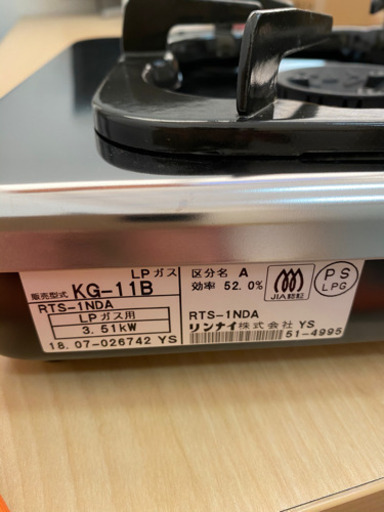 LPガス
販売型式 KG-11B
RTS-1NDA
LPガス用
3.51kW
18.07-026742 YS
区分名 A
効率 52.0%
JIA認証
PS
LPG
RTS-1NDA
リンナイ株式会社 YS
51-4995